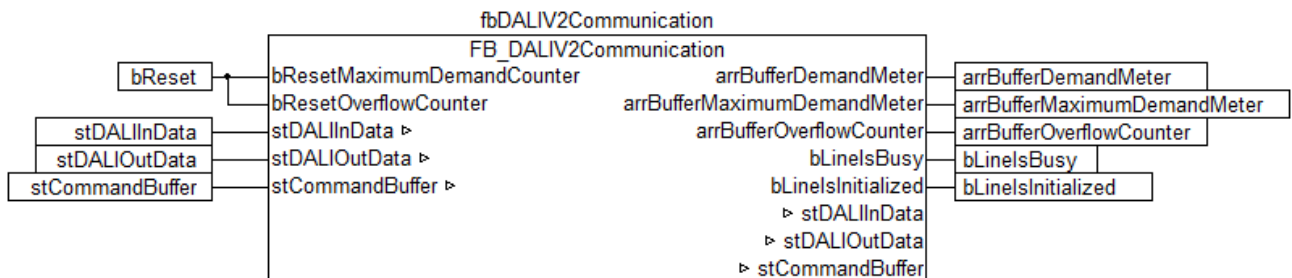 fbDALIV2Communication
FB_DALIV2Communication
bReset bResetMaximumDemandCounter arrBufferDemandMeter arrBufferDemandMeter
bResetOverflowCounter arrBufferMaximumDemandMeter arrBufferMaximumDemandMeter
stDALIInData stDALIInData ▹ arrBufferOverflowCounter arrBufferOverflowCounter
stDALIOutData stDALIOutData ▹ bLineIsBusy bLineIsBusy
stCommandBuffer stCommandBuffer ▹ bLineIsInitialized bLineIsInitialized
▹ stDALIInData
▹ stDALIOutData
▹ stCommandBuffer